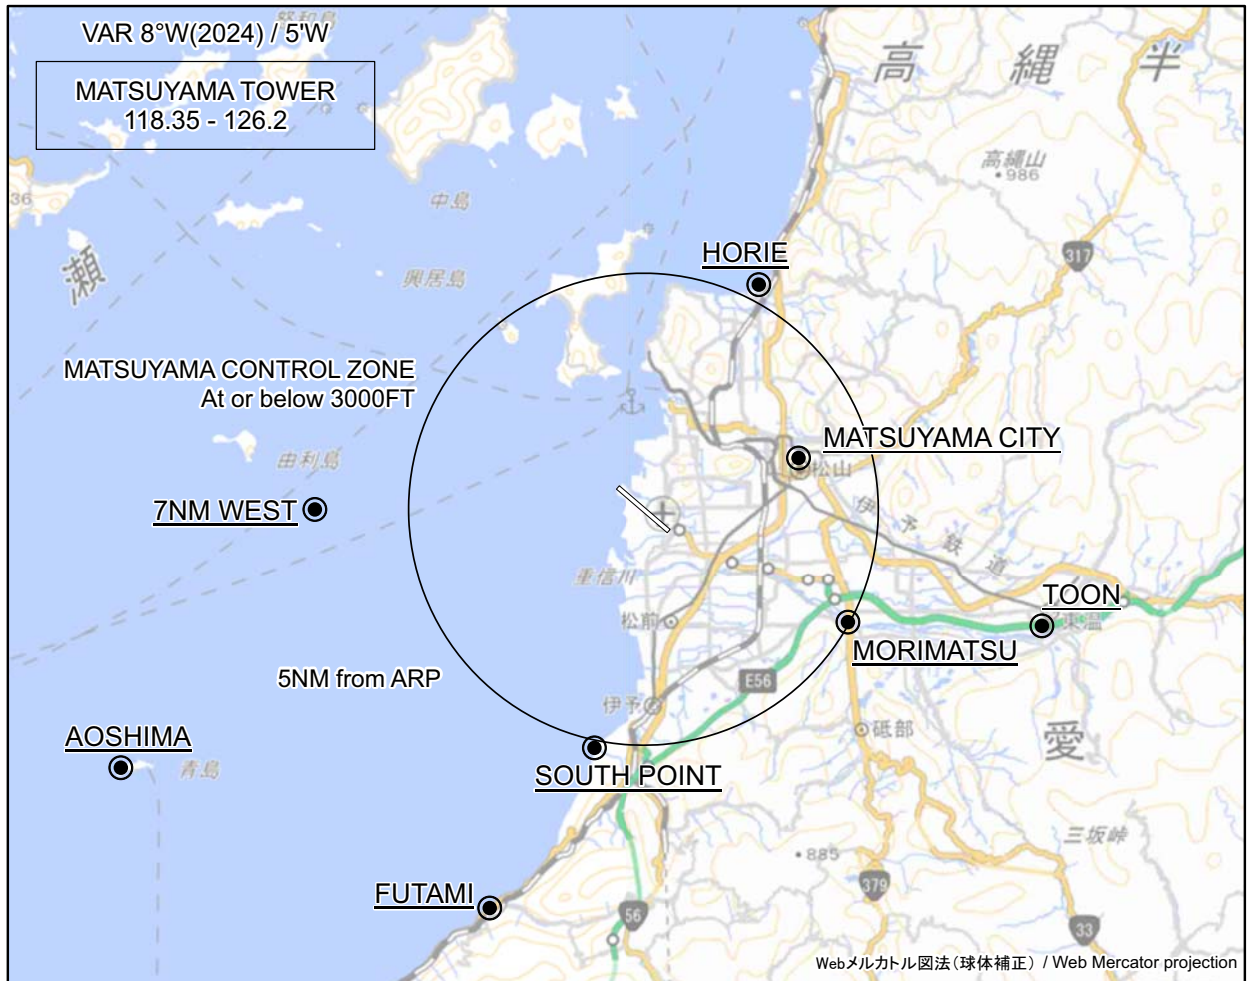 VAR 8°W(2024) / 5'W
MATSUYAMA TOWER
118.35 - 126.2
高 縄 半
高縄山
・986
中島
36
HORIE
317
瀬
興居島
MATSUYAMA CONTROL ZONE
At or below 3000FT
MATSUYAMA CITY
松山
由利島
7NM WEST
伊予鉄道
重信川
TOON
東温
松前
MORIMATSU
5NM from ARP
E56
伊予
AOSHIMA
青島
砥部
愛
SOUTH POINT
三坂峠
・885
379
FUTAMI
56
33
Webメルカトル図法(球体補正) / Web Mercator projection